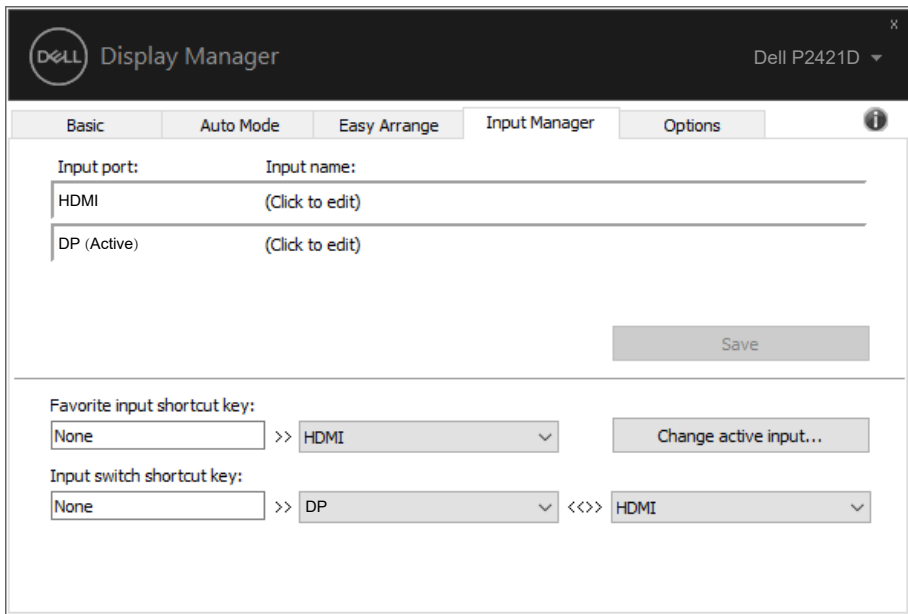 x
DELL Display Manager Dell P2421D
Basic Auto Mode Easy Arrange Input Manager Options i
Input port: Input name:
HDMI (Click to edit)
DP (Active) (Click to edit)
Save
Favorite input shortcut key:
None >> HDMI Change active input...
Input switch shortcut key:
None >> DP <<>> HDMI